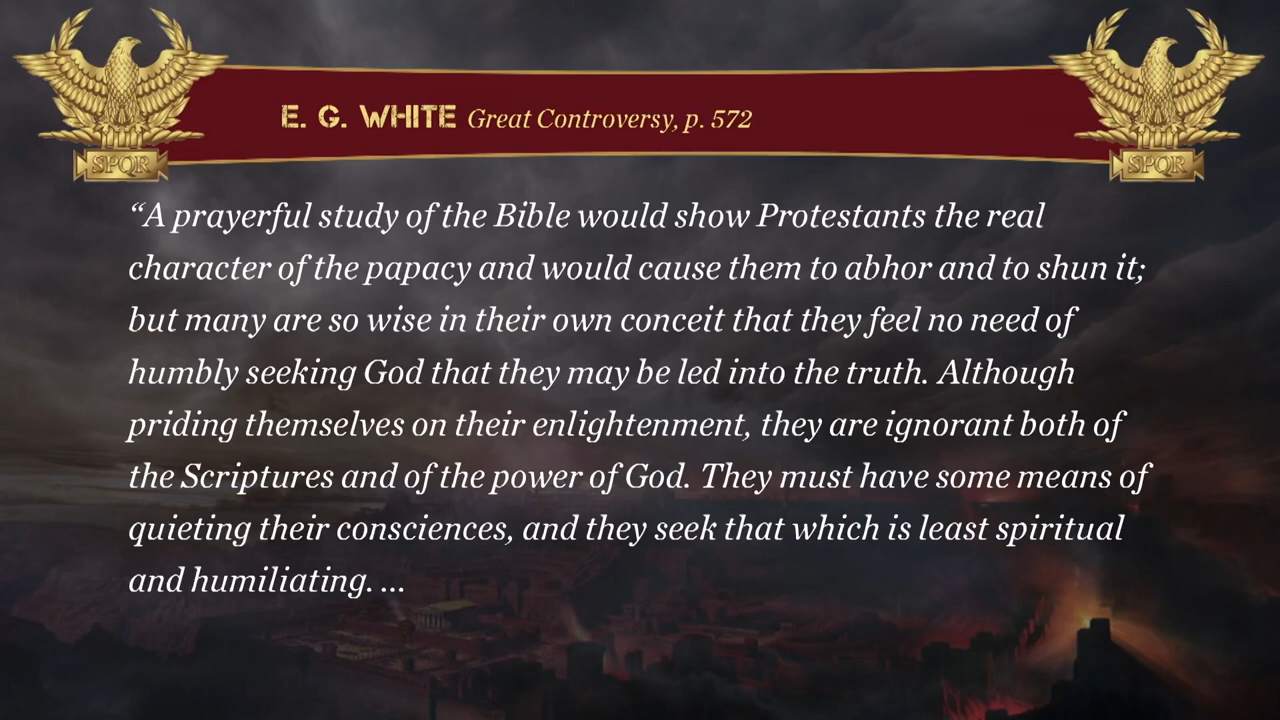 E. G. WHITE Great Controversy, p. 572
SPQR
SPQR
“A prayerful study of the Bible would show Protestants the real
character of the papacy and would cause them to abhor and to shun it;
but many are so wise in their own conceit that they feel no need of
humbly seeking God that they may be led into the truth. Although
priding themselves on their enlightenment, they are ignorant both of
the Scriptures and of the power of God. They must have some means of
quieting their consciences, and they seek that which is least spiritual
and humiliating. ...